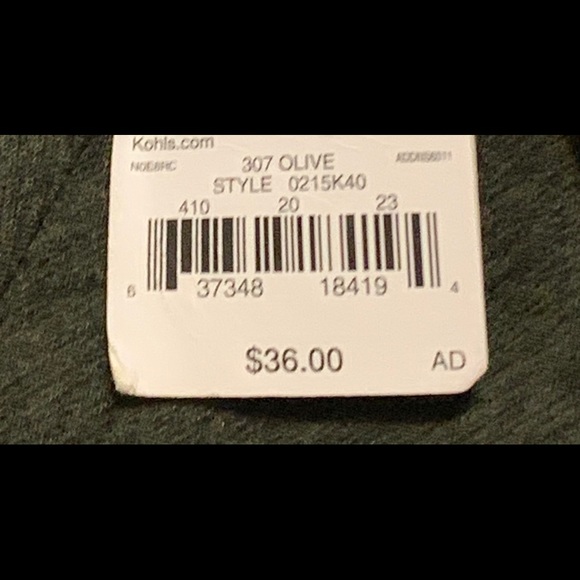 Kohls.com
307 OLIVE
STYLE 0215K40
410 20 23
6 37348 18419 4
$36.00 AD